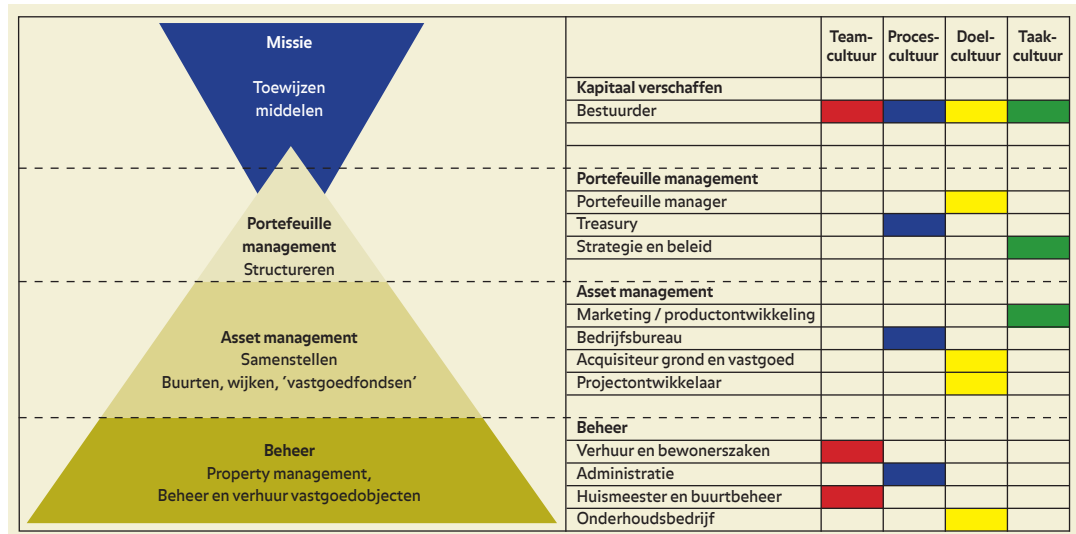 Missie
Toewijzen
middelen
Portefeuille
management
Structureren
Asset management
Samenstellen
Buurten, wijken, ‘vastgoedfondsen’
Beheer
Property management,
Beheer en verhuur vastgoedobjecten
Team-
cultuur
Proces-
cultuur
Doel-
cultuur
Taak-
cultuur
Kapitaal verschaffen
Bestuurder
Portefeuille management
Portefeuille manager
Treasury
Strategie en beleid
Asset management
Marketing / productontwikkeling
Bedrijfsbureau
Acquisiteur grond en vastgoed
Projectontwikkelaar
Beheer
Verhuur en bewonerszaken
Administratie
Huismeester en buurtbeheer
Onderhoudsbedrijf